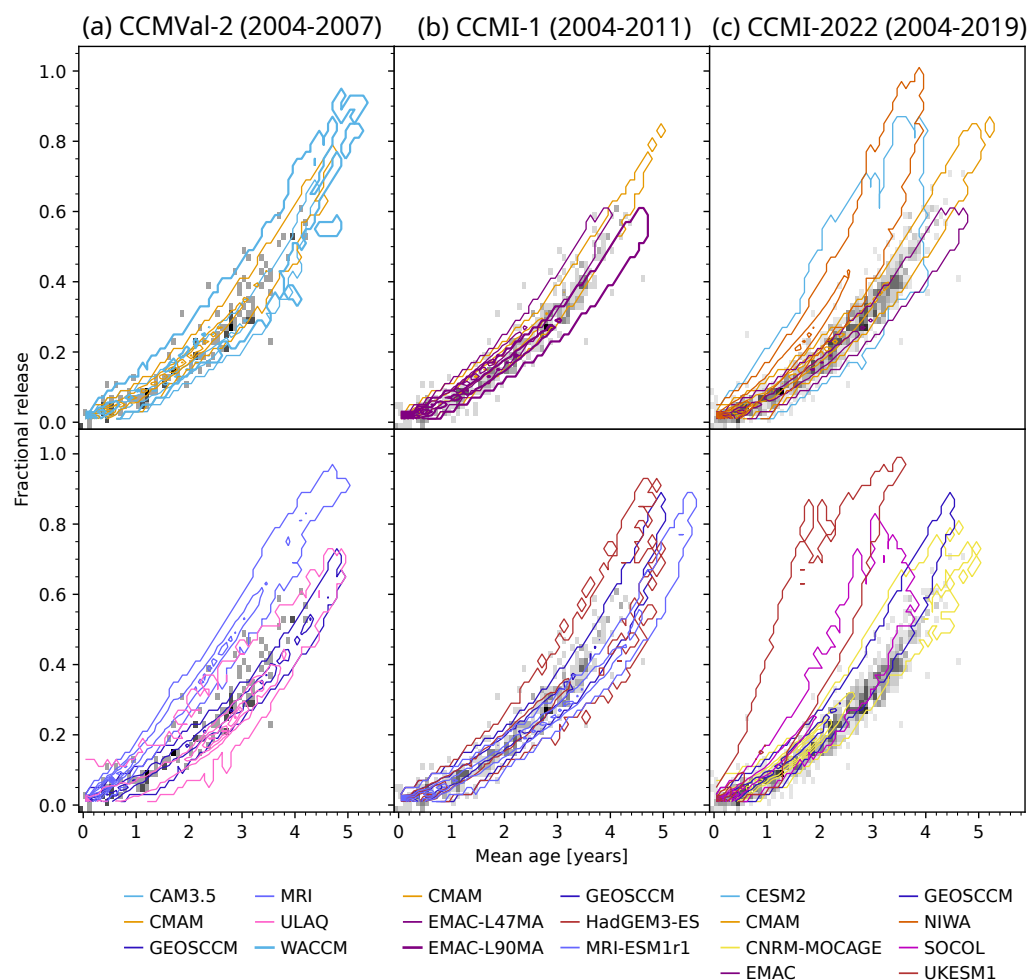 (a) CCMVal-2 (2004-2007) (b) CCMI-1 (2004-2011) (c) CCMI-2022 (2004-2019)
1.0
0.8
0.6
0.4
0.2
0.0
Fractional release
1.0
0.8
0.6
0.4
0.2
0.0
0 1 2 3 4 5 0 1 2 3 4 5 0 1 2 3 4 5
Mean age [years]
CAM3.5 MRI CMAM GEOSCCM CESM2 GEOSCCM
CMAM ULAQ EMAC-L47MA HadGEM3-ES CMAM NIWA
GEOSCCM WACCM EMAC-L90MA MRI-ESM1r1 CNRM-MOCAGE SOCOL
EMAC UKESM1